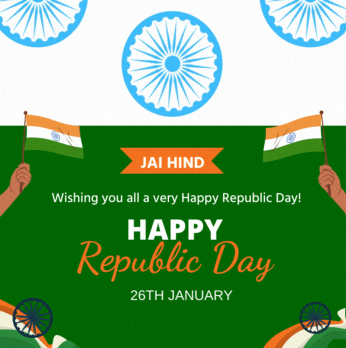 JAI HIND
Wishing you all a very Happy Republic Day!
HAPPY
Republic Day
26TH JANUARY